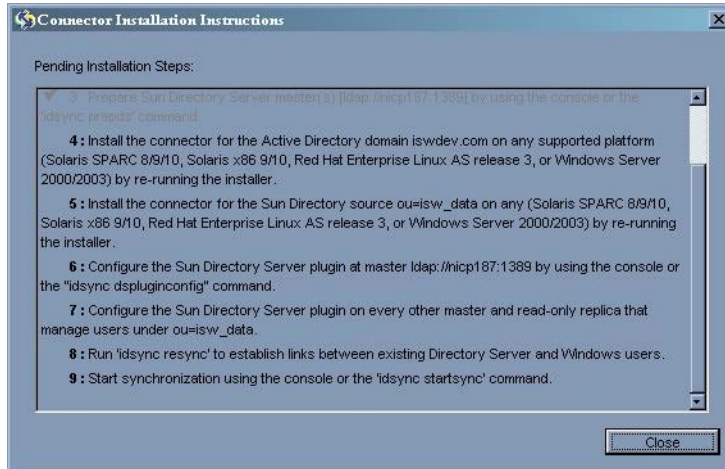 Connector Installation Instructions
Pending Installation Steps:
3. Prepare Sun Directory Server master(s) [ldap://nicp187:1389] by using the console or the
'idsync prepds' command.
4 : Install the connector for the Active Directory domain iswdev.com on any supported platform
(Solaris SPARC 8/9/10, Solaris x86 9/10, Red Hat Enterprise Linux AS release 3, or Windows Server
2000/2003) by re-running the installer.
5 : Install the connector for the Sun Directory source ou=isw_data on any (Solaris SPARC 8/9/10,
Solaris x86 9/10, Red Hat Enterprise Linux AS release 3, or Windows Server 2000/2003) by re-running
the installer.
6 : Configure the Sun Directory Server plugin at master ldap://nicp187:1389 by using the console or
the "idsync dspluginconfig" command.
7 : Configure the Sun Directory Server plugin on every other master and read-only replica that
manage users under ou=isw_data.
8 : Run 'idsync resync' to establish links between existing Directory Server and Windows users.
9 : Start synchronization using the console or the 'idsync startsync' command.
Close